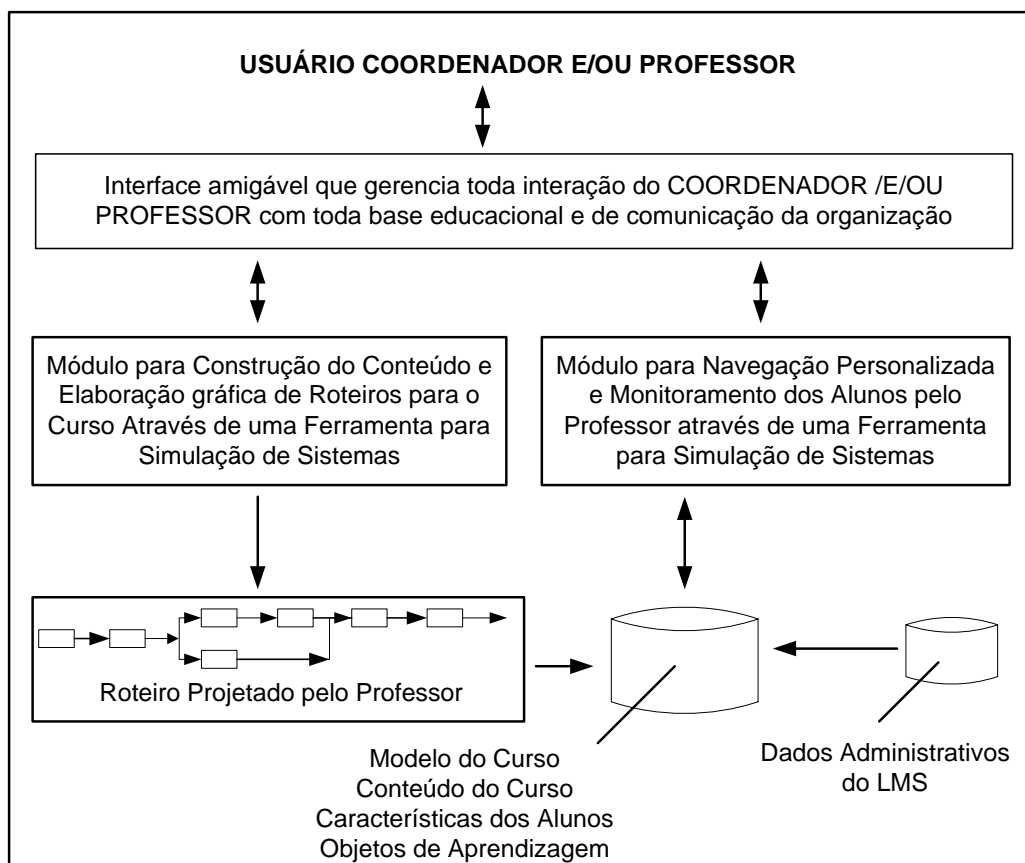 USUÁRIO COORDENADOR E/OU PROFESSOR
Interface amigável que gerencia toda interação do COORDENADOR /E/OU
PROFESSOR com toda base educacional e de comunicação da organização
Módulo para Construção do Conteúdo e
Elaboração gráfica de Roteiros para o
Curso Através de uma Ferramenta para
Simulação de Sistemas
Módulo para Navegação Personalizada
e Monitoramento dos Alunos pelo
Professor através de uma Ferramenta
para Simulação de Sistemas
Roteiro Projetado pelo Professor
Modelo do Curso
Conteúdo do Curso
Características dos Alunos
Objetos de Aprendizagem
Dados Administrativos
do LMS